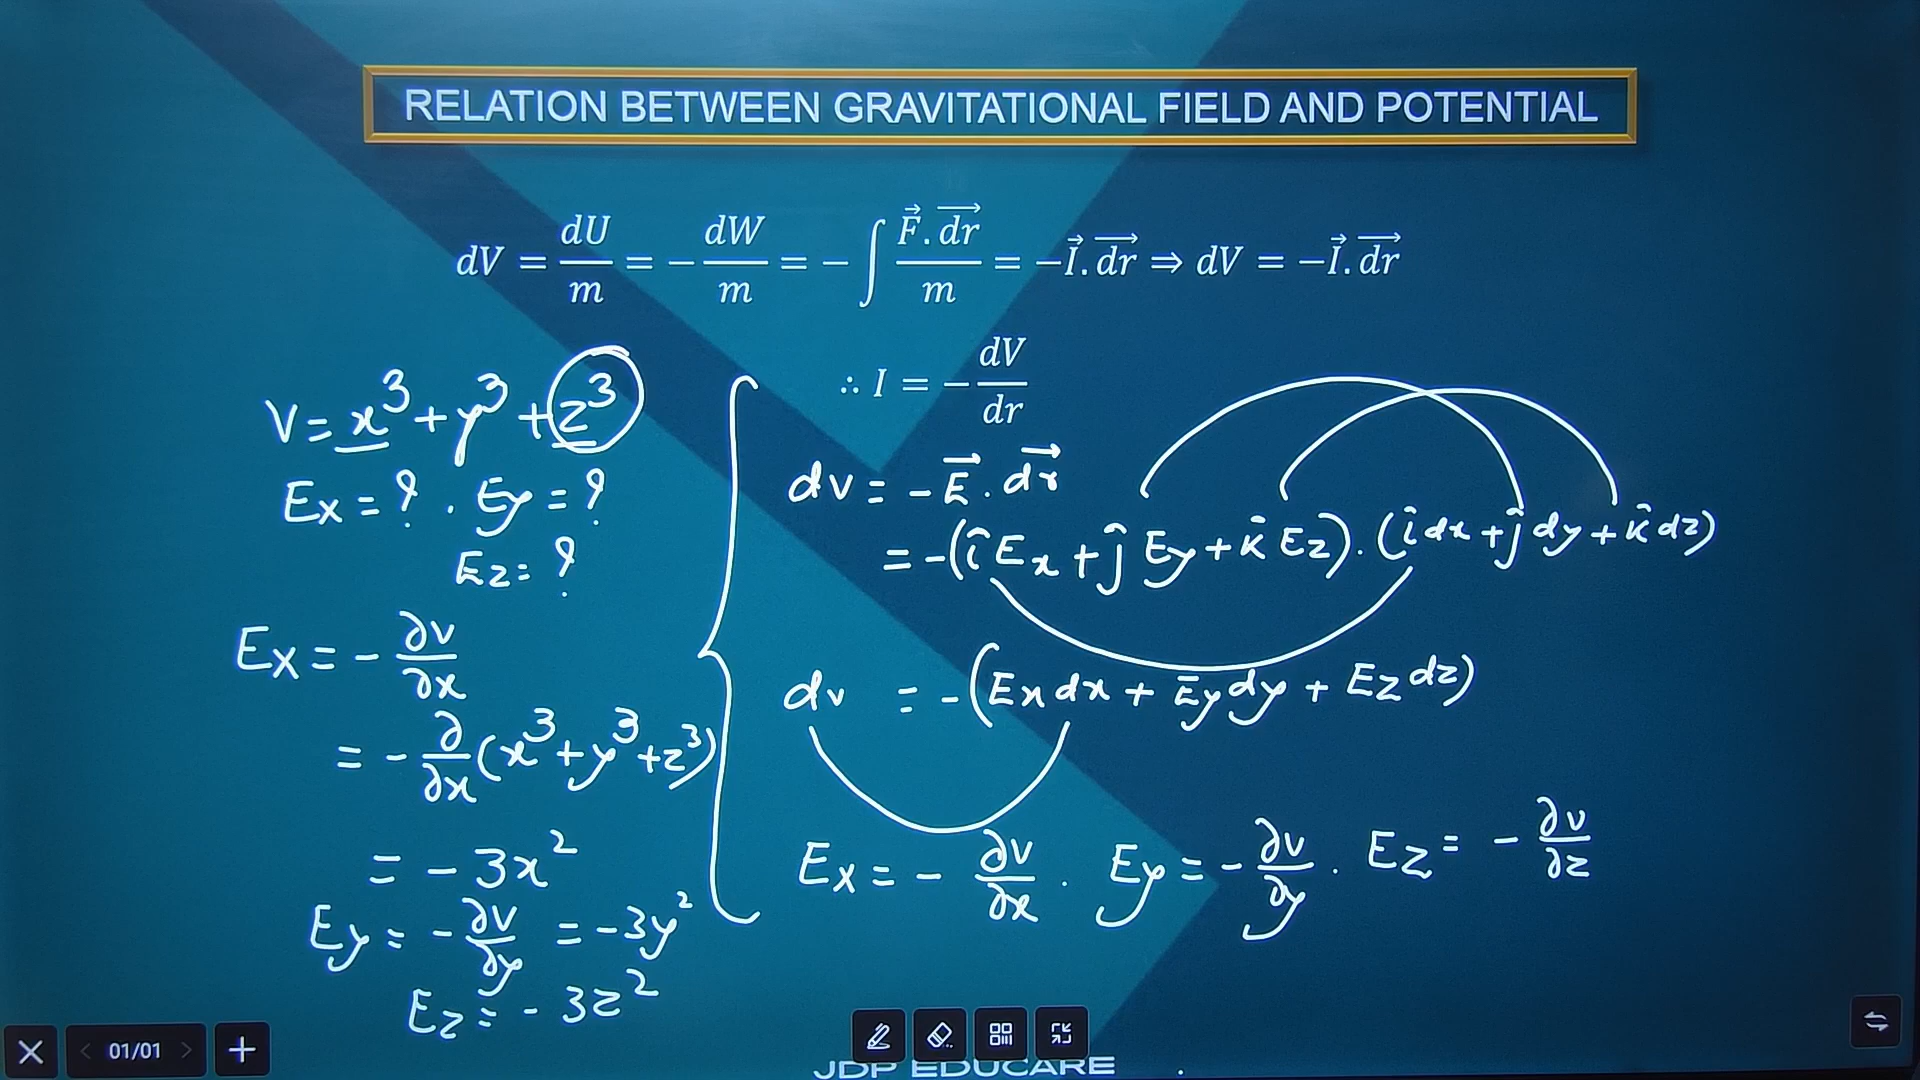 RELATION BETWEEN GRAVITATIONAL FIELD AND POTENTIAL
dV = dU/m = − dW/m = − ∫ F⃗.dr⃗/m = −I⃗.dr⃗ ⇒ dV = −I⃗.dr⃗
∴ I = − dV/dr
V = x³ + y³ + z³
Ex = ? . Ey = ?
Ez = ?
Ex = − ∂v/∂x
= − ∂/∂x (x³ + y³ + z³)
= − 3x²
Ey = − ∂v/∂y = −3y²
Ez = − 3z²
dv = − E⃗ . dr⃗
= −(î Ex + ĵ Ey + k̂ Ez) . (î dx + ĵ dy + k̂ dz)
dv = −(Ex dx + Ey dy + Ez dz)
Ex = − ∂v/∂x . Ey = − ∂v/∂y . Ez = − ∂v/∂z
01/01
JDP EDUCARE